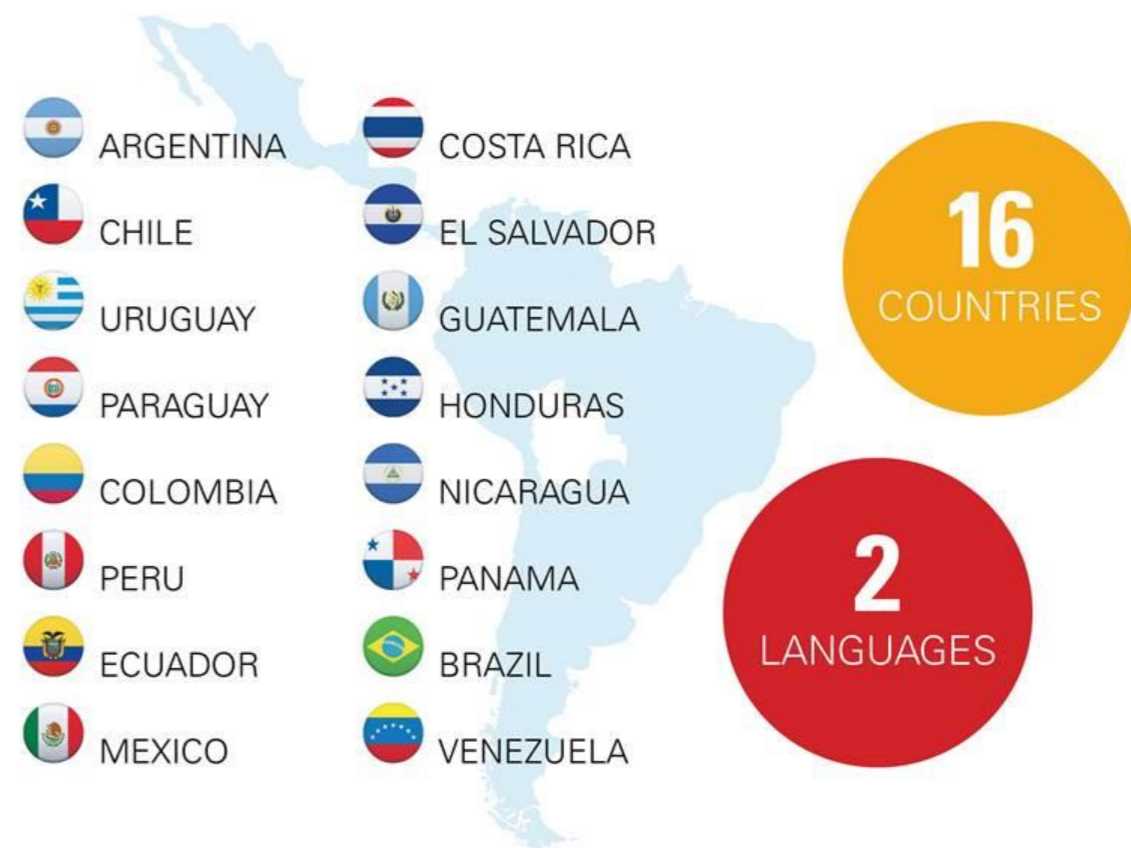 ARGENTINA
CHILE
URUGUAY
PARAGUAY
COLOMBIA
PERU
ECUADOR
MEXICO
COSTA RICA
EL SALVADOR
GUATEMALA
HONDURAS
NICARAGUA
PANAMA
BRAZIL
VENEZUELA
16
COUNTRIES
2
LANGUAGES